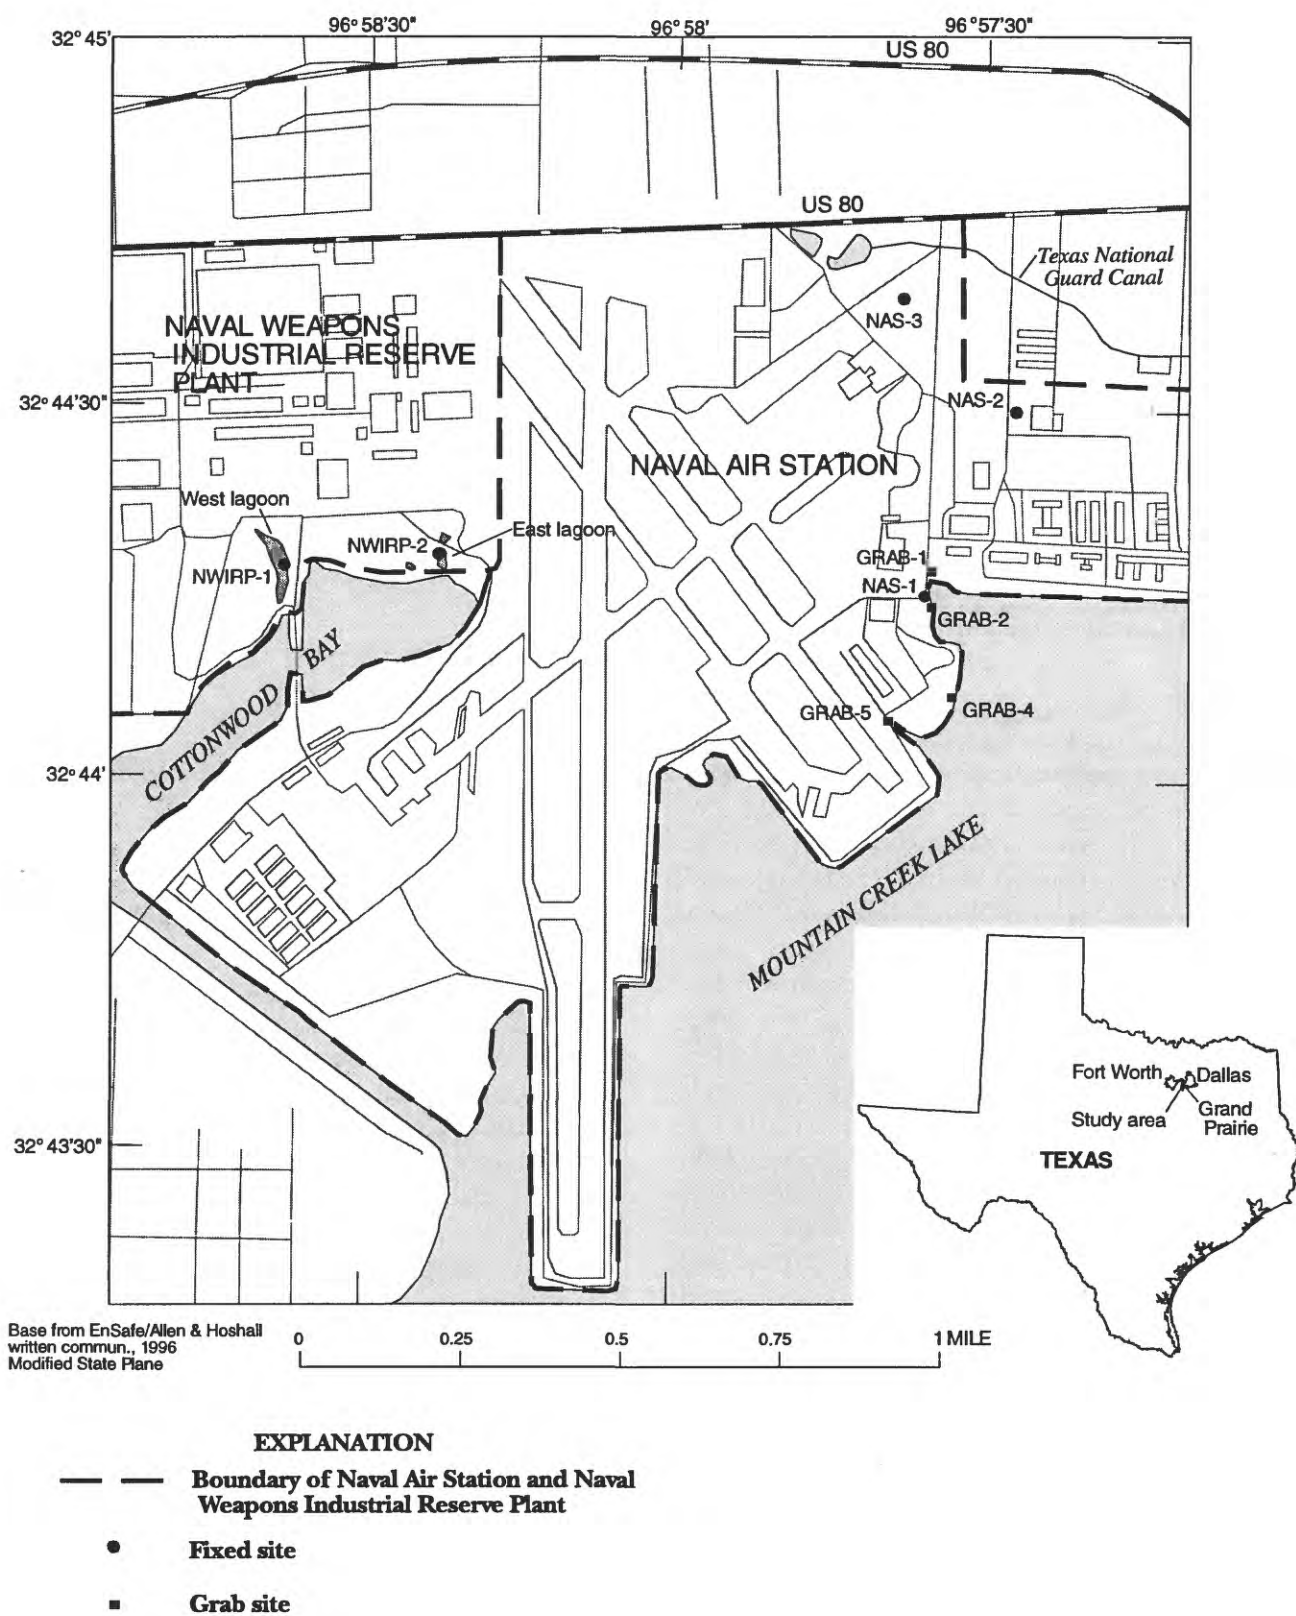 96° 58'30"
96° 58'
96° 57'30"
32° 45'
US 80
US 80
Texas National
Guard Canal
NAS-3
NAVAL WEAPONS
INDUSTRIAL RESERVE
PLANT
32° 44'30"
NAS-2
NAVAL AIR STATION
West lagoon
East lagoon
NWIRP-2
NWIRP-1
GRAB-1
NAS-1
GRAB-2
COTTONWOOD BAY
GRAB-5
GRAB-4
32° 44'
MOUNTAIN CREEK LAKE
32° 43'30"
Fort Worth
Dallas
Study area
Grand
Prairie
TEXAS
Base from EnSafe/Allen & Hoshall
written commun., 1996
Modified State Plane
0 0.25 0.5 0.75 1 MILE
EXPLANATION
Boundary of Naval Air Station and Naval
Weapons Industrial Reserve Plant
Fixed site
Grab site